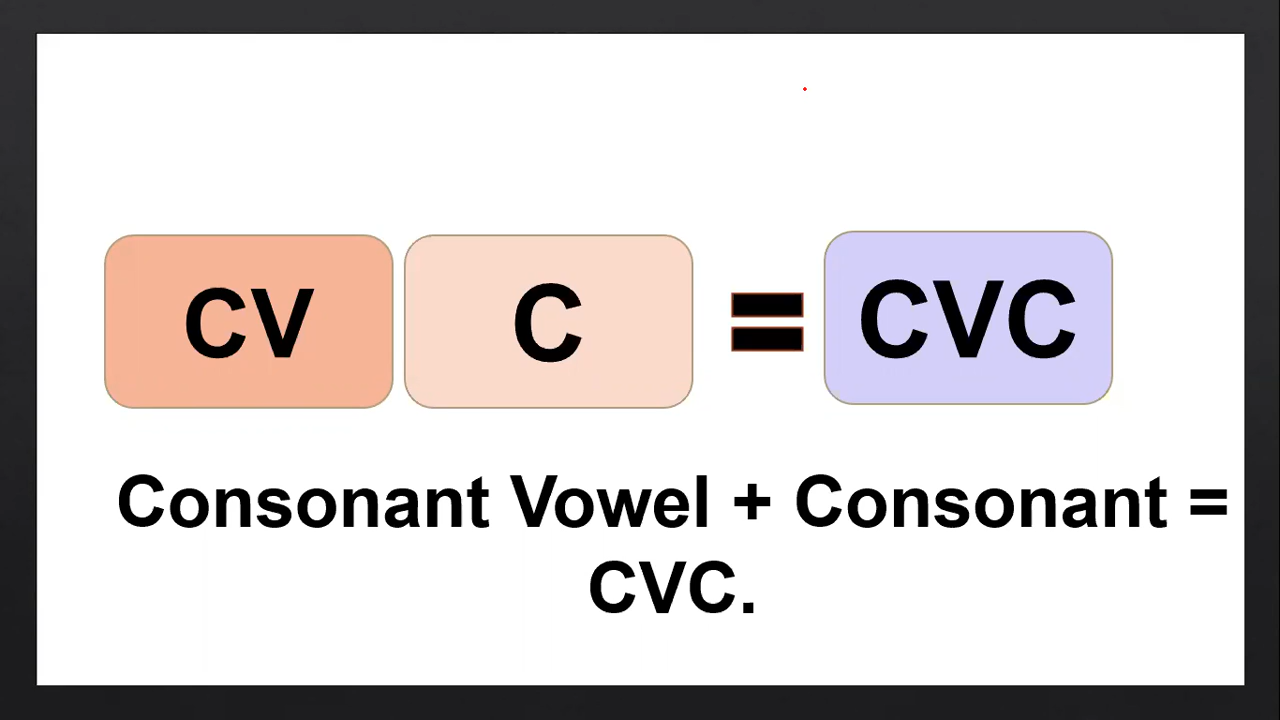 CV C = CVC
Consonant Vowel + Consonant =
CVC.